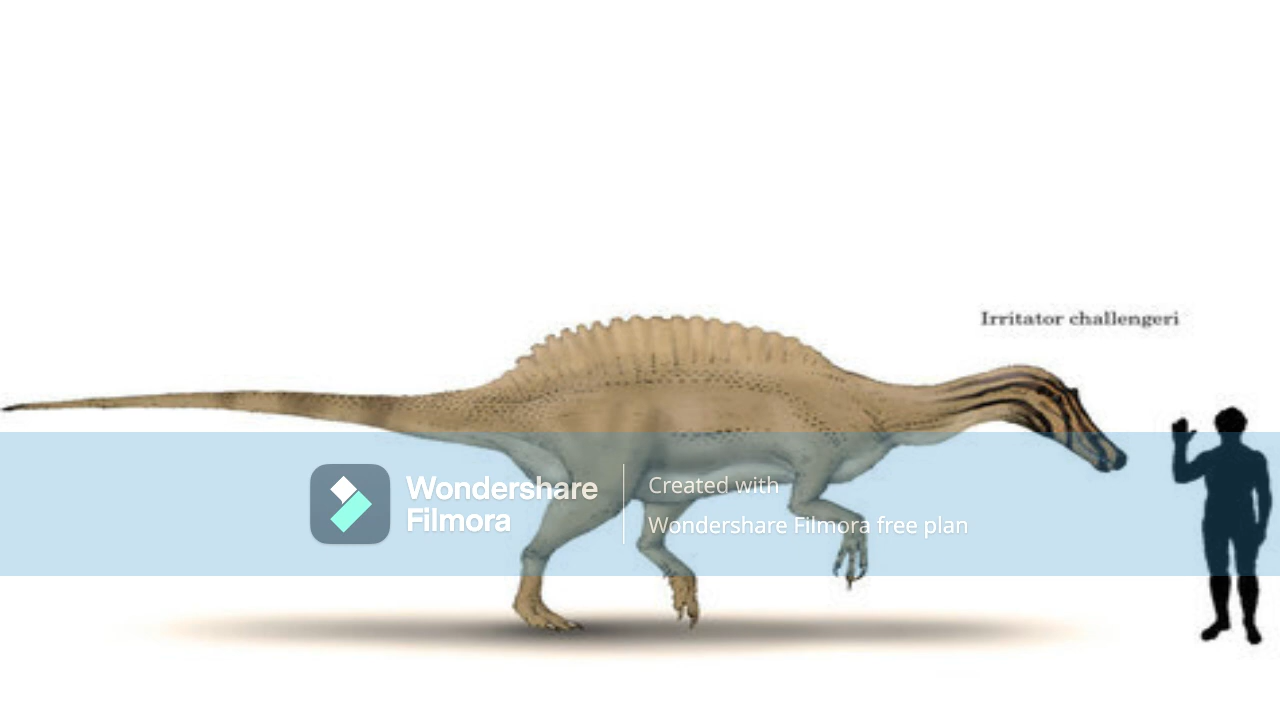 Irritator challengeri
Wondershare
Filmora
Created with
Wondershare Filmora free plan